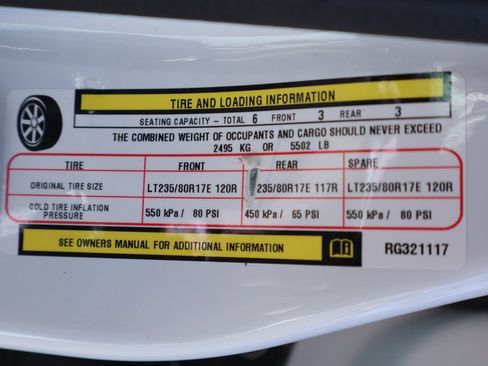 TIRE AND LOADING INFORMATION
SEATING CAPACITY - TOTAL 6 FRONT 3 REAR 3
THE COMBINED WEIGHT OF OCCUPANTS AND CARGO SHOULD NEVER EXCEED
2495 KG OR 5502 LB
TIRE FRONT REAR SPARE
ORIGINAL TIRE SIZE LT235/80R17E 120R 235/80R17E 117R LT235/80R17E 120R
COLD TIRE INFLATION PRESSURE 550 kPa / 80 PSI 450 kPa / 65 PSI 550 kPa / 80 PSI
SEE OWNERS MANUAL FOR ADDITIONAL INFORMATION RG321117